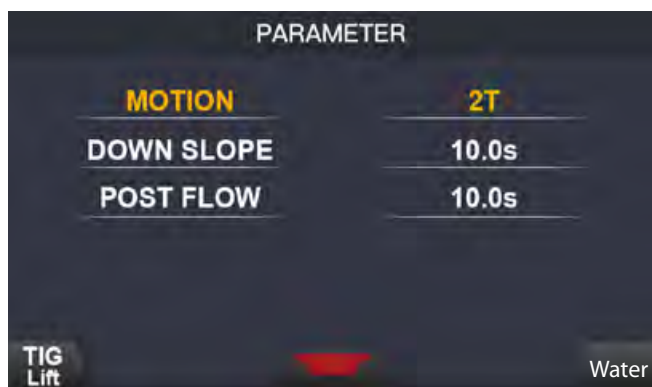 PARAMETER
MOTION 2T
DOWN SLOPE 10.0s
POST FLOW 10.0s
TIG
Lift
Water